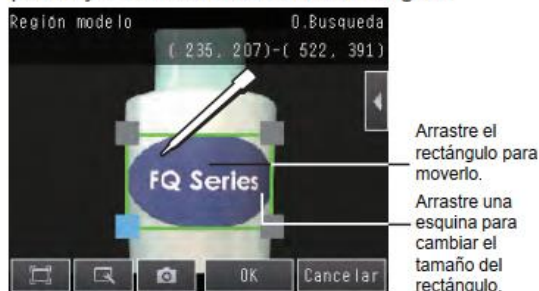 Región modelo
0.Busqueda
( 235, 207)-( 522, 391)
FQ Series
OK
Cancelar
Arrastre el
rectángulo para
moverlo.
Arrastre una
esquina para
cambiar el
tamaño del
rectángulo.